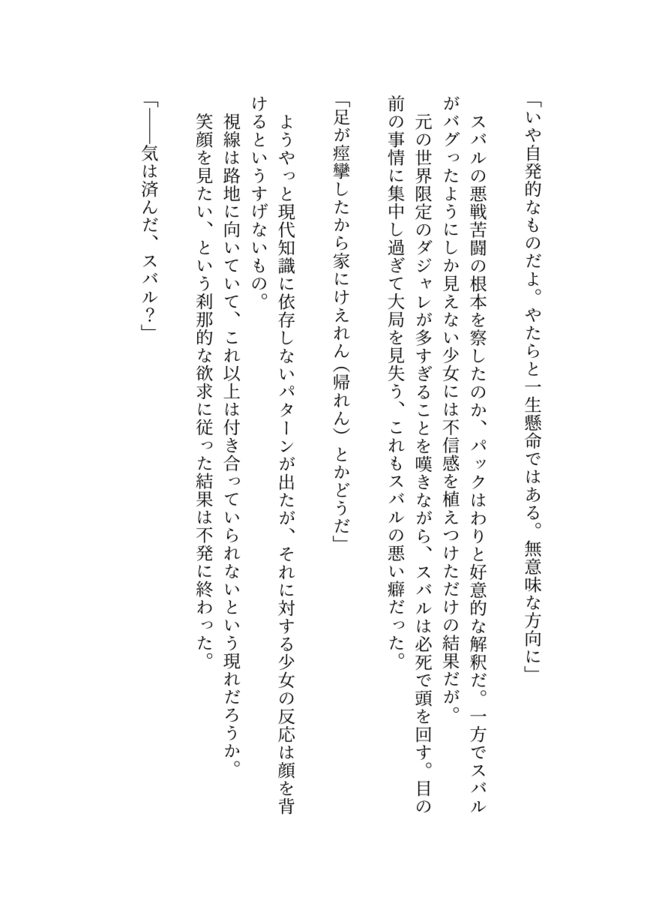 「いや自発的なものだよ。やたらと一生懸命ではある。無意味な方向に」
　スバルの悪戦苦闘の根本を察したのか、パックはわりと好意的な解釈だ。一方でスバル
がバグったようにしか見えない少女には不信感を植えつけただけの結果だが。
　元の世界限定のダジャレが多すぎることを嘆きながら、スバルは必死で頭を回す。目の
前の事情に集中し過ぎて大局を見失う、これもスバルの悪い癖だった。
「足が痙攣したから家にけえれん（帰れん）とかどうだ」
　ようやっと現代知識に依存しないパターンが出たが、それに対する少女の反応は顔を背
けるというすげないもの。
　視線は路地に向いていて、これ以上は付き合っていられないという現れだろうか。
　笑顔を見たい、という刹那的な欲求に従った結果は不発に終わった。
「――気は済んだ、スバル？」